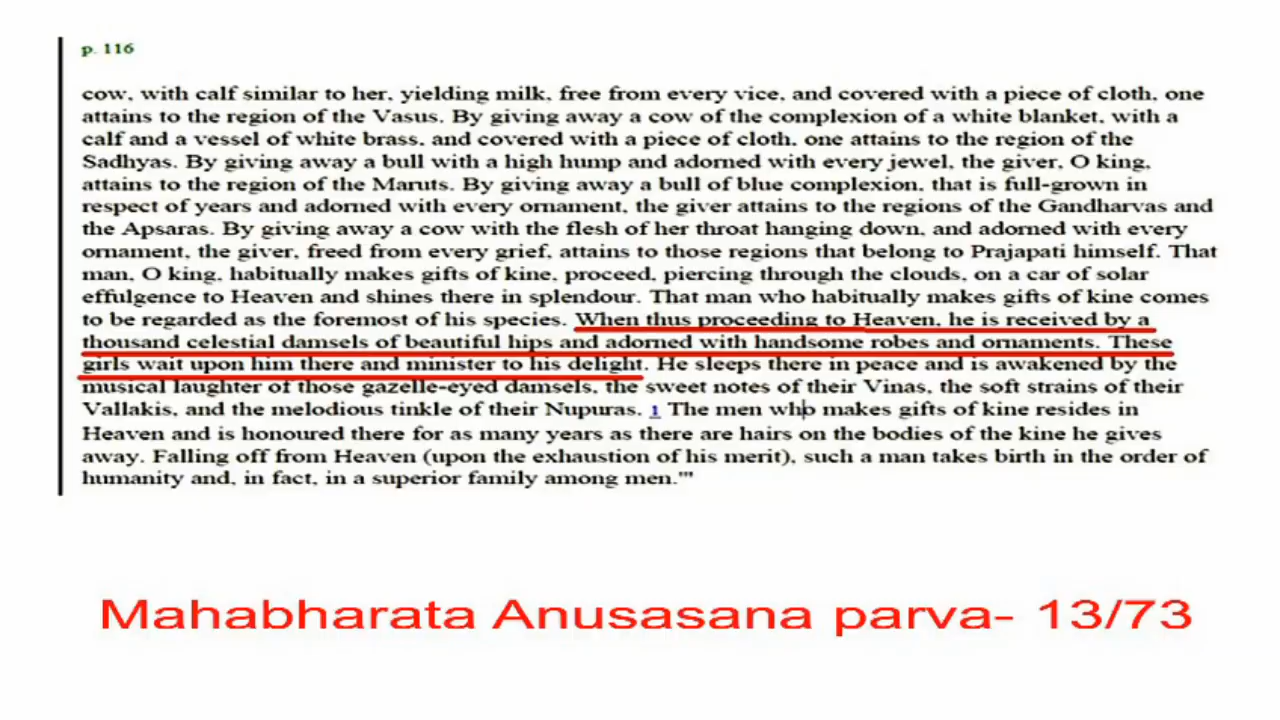 p. 116
cow, with calf similar to her, yielding milk, free from every vice, and covered with a piece of cloth, one
attains to the region of the Vasus. By giving away a cow of the complexion of a white blanket, with a
calf and a vessel of white brass, and covered with a piece of cloth, one attains to the region of the
Sadhyas. By giving away a bull with a high hump and adorned with every jewel, the giver, O king,
attains to the region of the Maruts. By giving away a bull of blue complexion, that is full-grown in
respect of years and adorned with every ornament, the giver attains to the regions of the Gandharvas and
the Apsaras. By giving away a cow with the flesh of her throat hanging down, and adorned with every
ornament, the giver, freed from every grief, attains to those regions that belong to Prajapati himself. That
man, O king, habitually makes gifts of kine, proceed, piercing through the clouds, on a car of solar
effulgence to Heaven and shines there in splendour. That man who habitually makes gifts of kine comes
to be regarded as the foremost of his species. When thus proceeding to Heaven, he is received by a
thousand celestial damsels of beautiful hips and adorned with handsome robes and ornaments. These
girls wait upon him there and minister to his delight. He sleeps there in peace and is awakened by the
musical laughter of those gazelle-eyed damsels, the sweet notes of their Vinas, the soft strains of their
Vallakis, and the melodious tinkle of their Nupuras. 1 The men who makes gifts of kine resides in
Heaven and is honoured there for as many years as there are hairs on the bodies of the kine he gives
away. Falling off from Heaven (upon the exhaustion of his merit), such a man takes birth in the order of
humanity and, in fact, in a superior family among men."'
Mahabharata Anusasana parva- 13/73